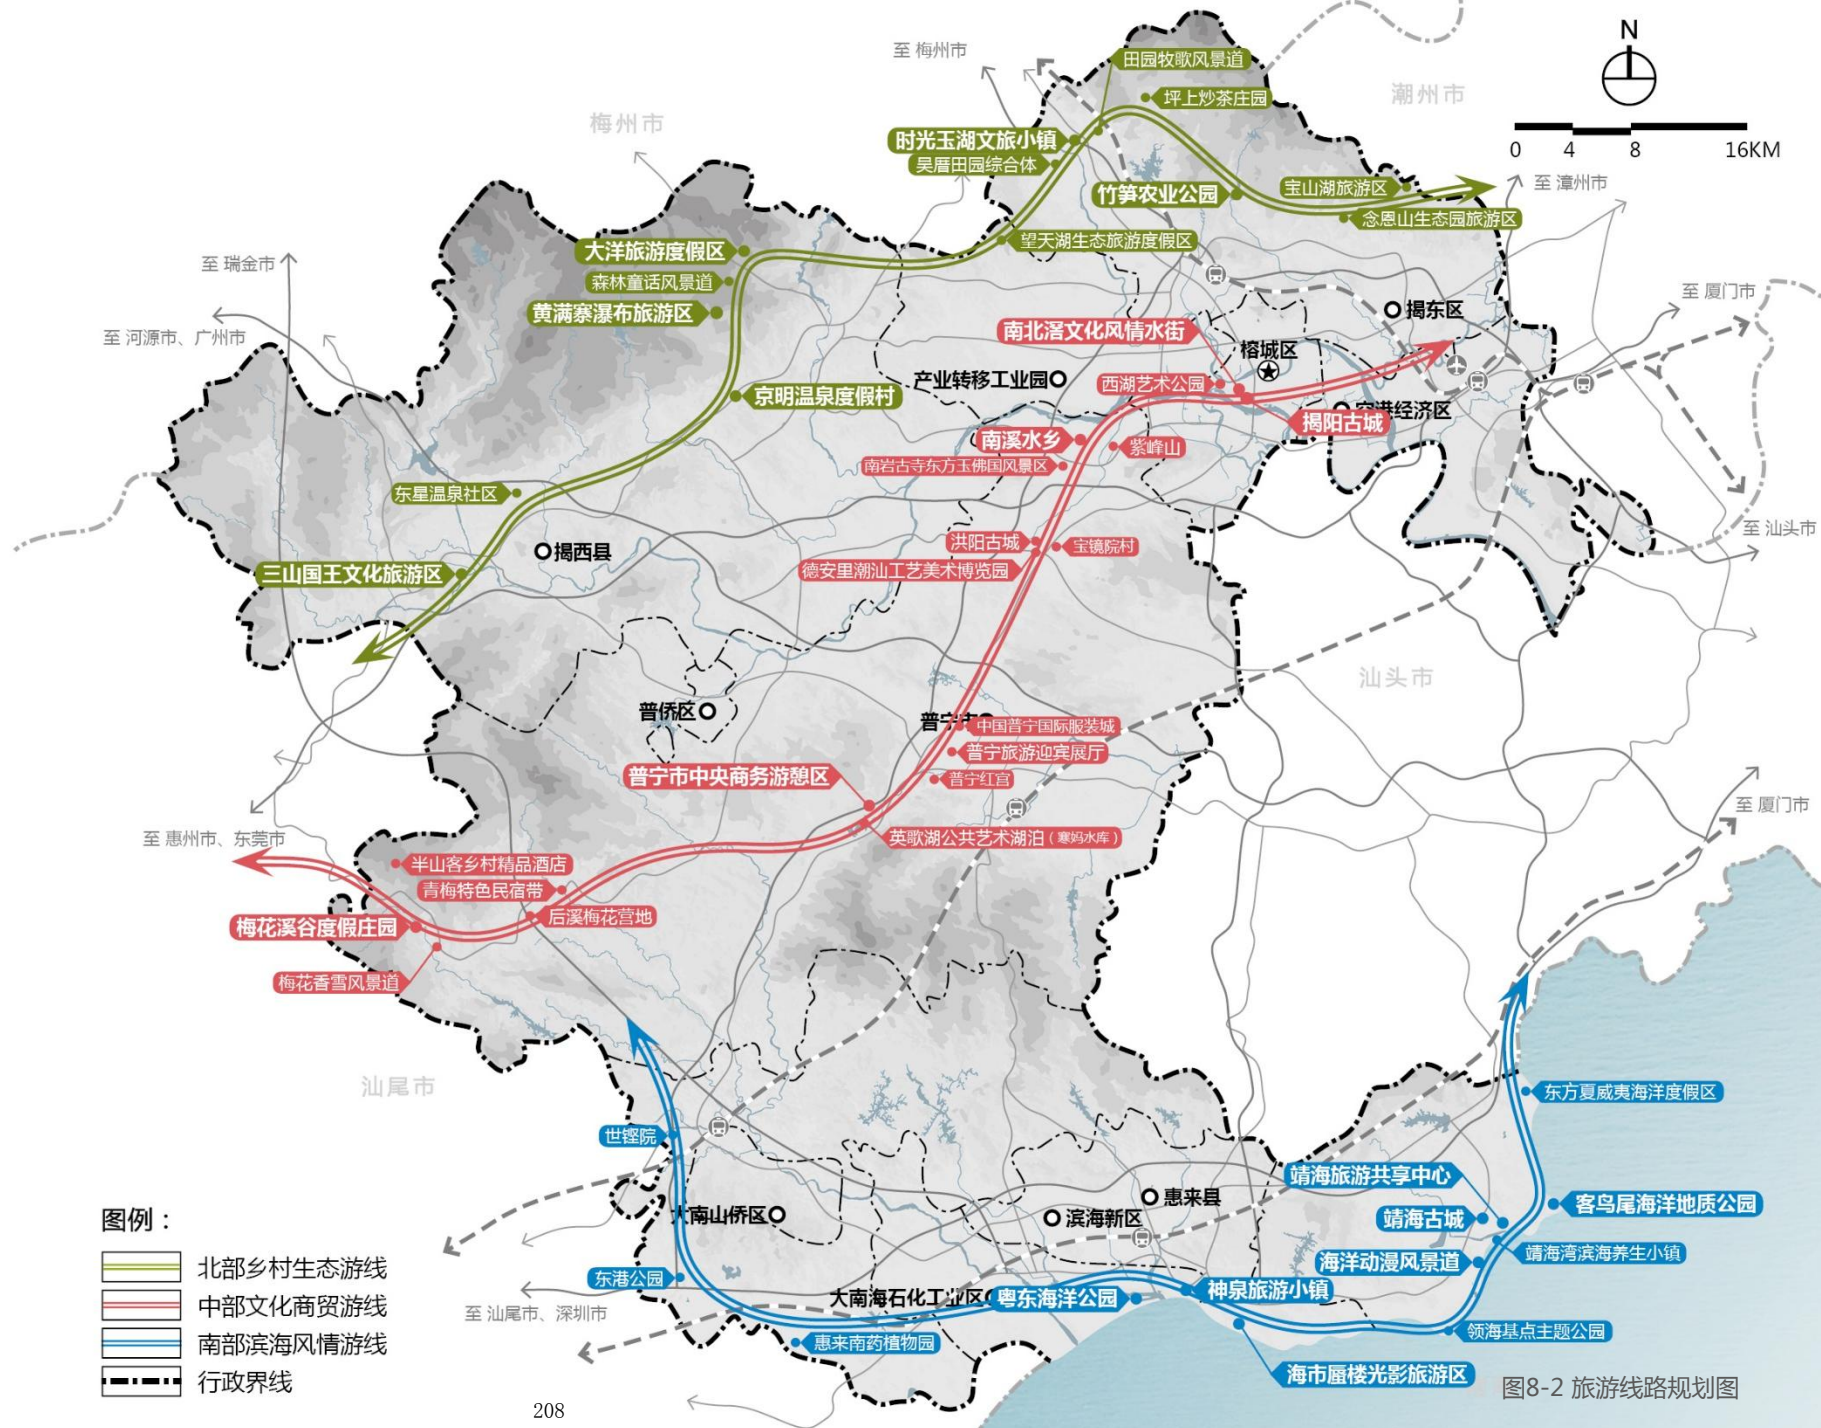 N
至 梅州市
田园牧歌风景道
潮州市
坪上炒茶庄园
梅州市
0 4 8 16KM
时光玉湖文旅小镇
吴厝田园综合体
竹笋农业公园
宝山湖旅游区
至 漳州市
念恩山生态园旅游区
望天湖生态旅游度假区
大洋旅游度假区
至 瑞金市
森林童话风景道
黄满寨瀑布旅游区
至 厦门市
揭东区
至 河源市、广州市
南北滘文化风情水街
榕城区
产业转移工业园
西湖艺术公园
京明温泉度假村
空港经济区
揭阳古城
南溪水乡
紫峰山
南岩古寺东方玉佛国风景区
东星温泉社区
至 汕头市
洪阳古城
宝镜院村
揭西县
德安里潮汕工艺美术博览园
三山国王文化旅游区
汕头市
普侨区
普宁市
中国普宁国际服装城
普宁旅游迎宾展厅
普宁市中央商务游憩区
普宁红宫
至 厦门市
至 惠州市、东莞市
英歌湖公共艺术湖泊（寒妈水库）
半山客乡村精品酒店
青梅特色民宿带
后溪梅花营地
梅花溪谷度假庄园
梅花香雪风景道
汕尾市
东方夏威夷海洋度假区
世铿院
靖海旅游共享中心
惠来县
客鸟尾海洋地质公园
大南山侨区
滨海新区
靖海古城
图例：
靖海湾滨海养生小镇
海洋动漫风景道
北部乡村生态游线
东港公园
神泉旅游小镇
大南海石化工业区
粤东海洋公园
中部文化商贸游线
至 汕尾市、深圳市
领海基点主题公园
南部滨海风情游线
惠来南药植物园
海市蜃楼光影旅游区
行政界线
图8-2 旅游线路规划图
208